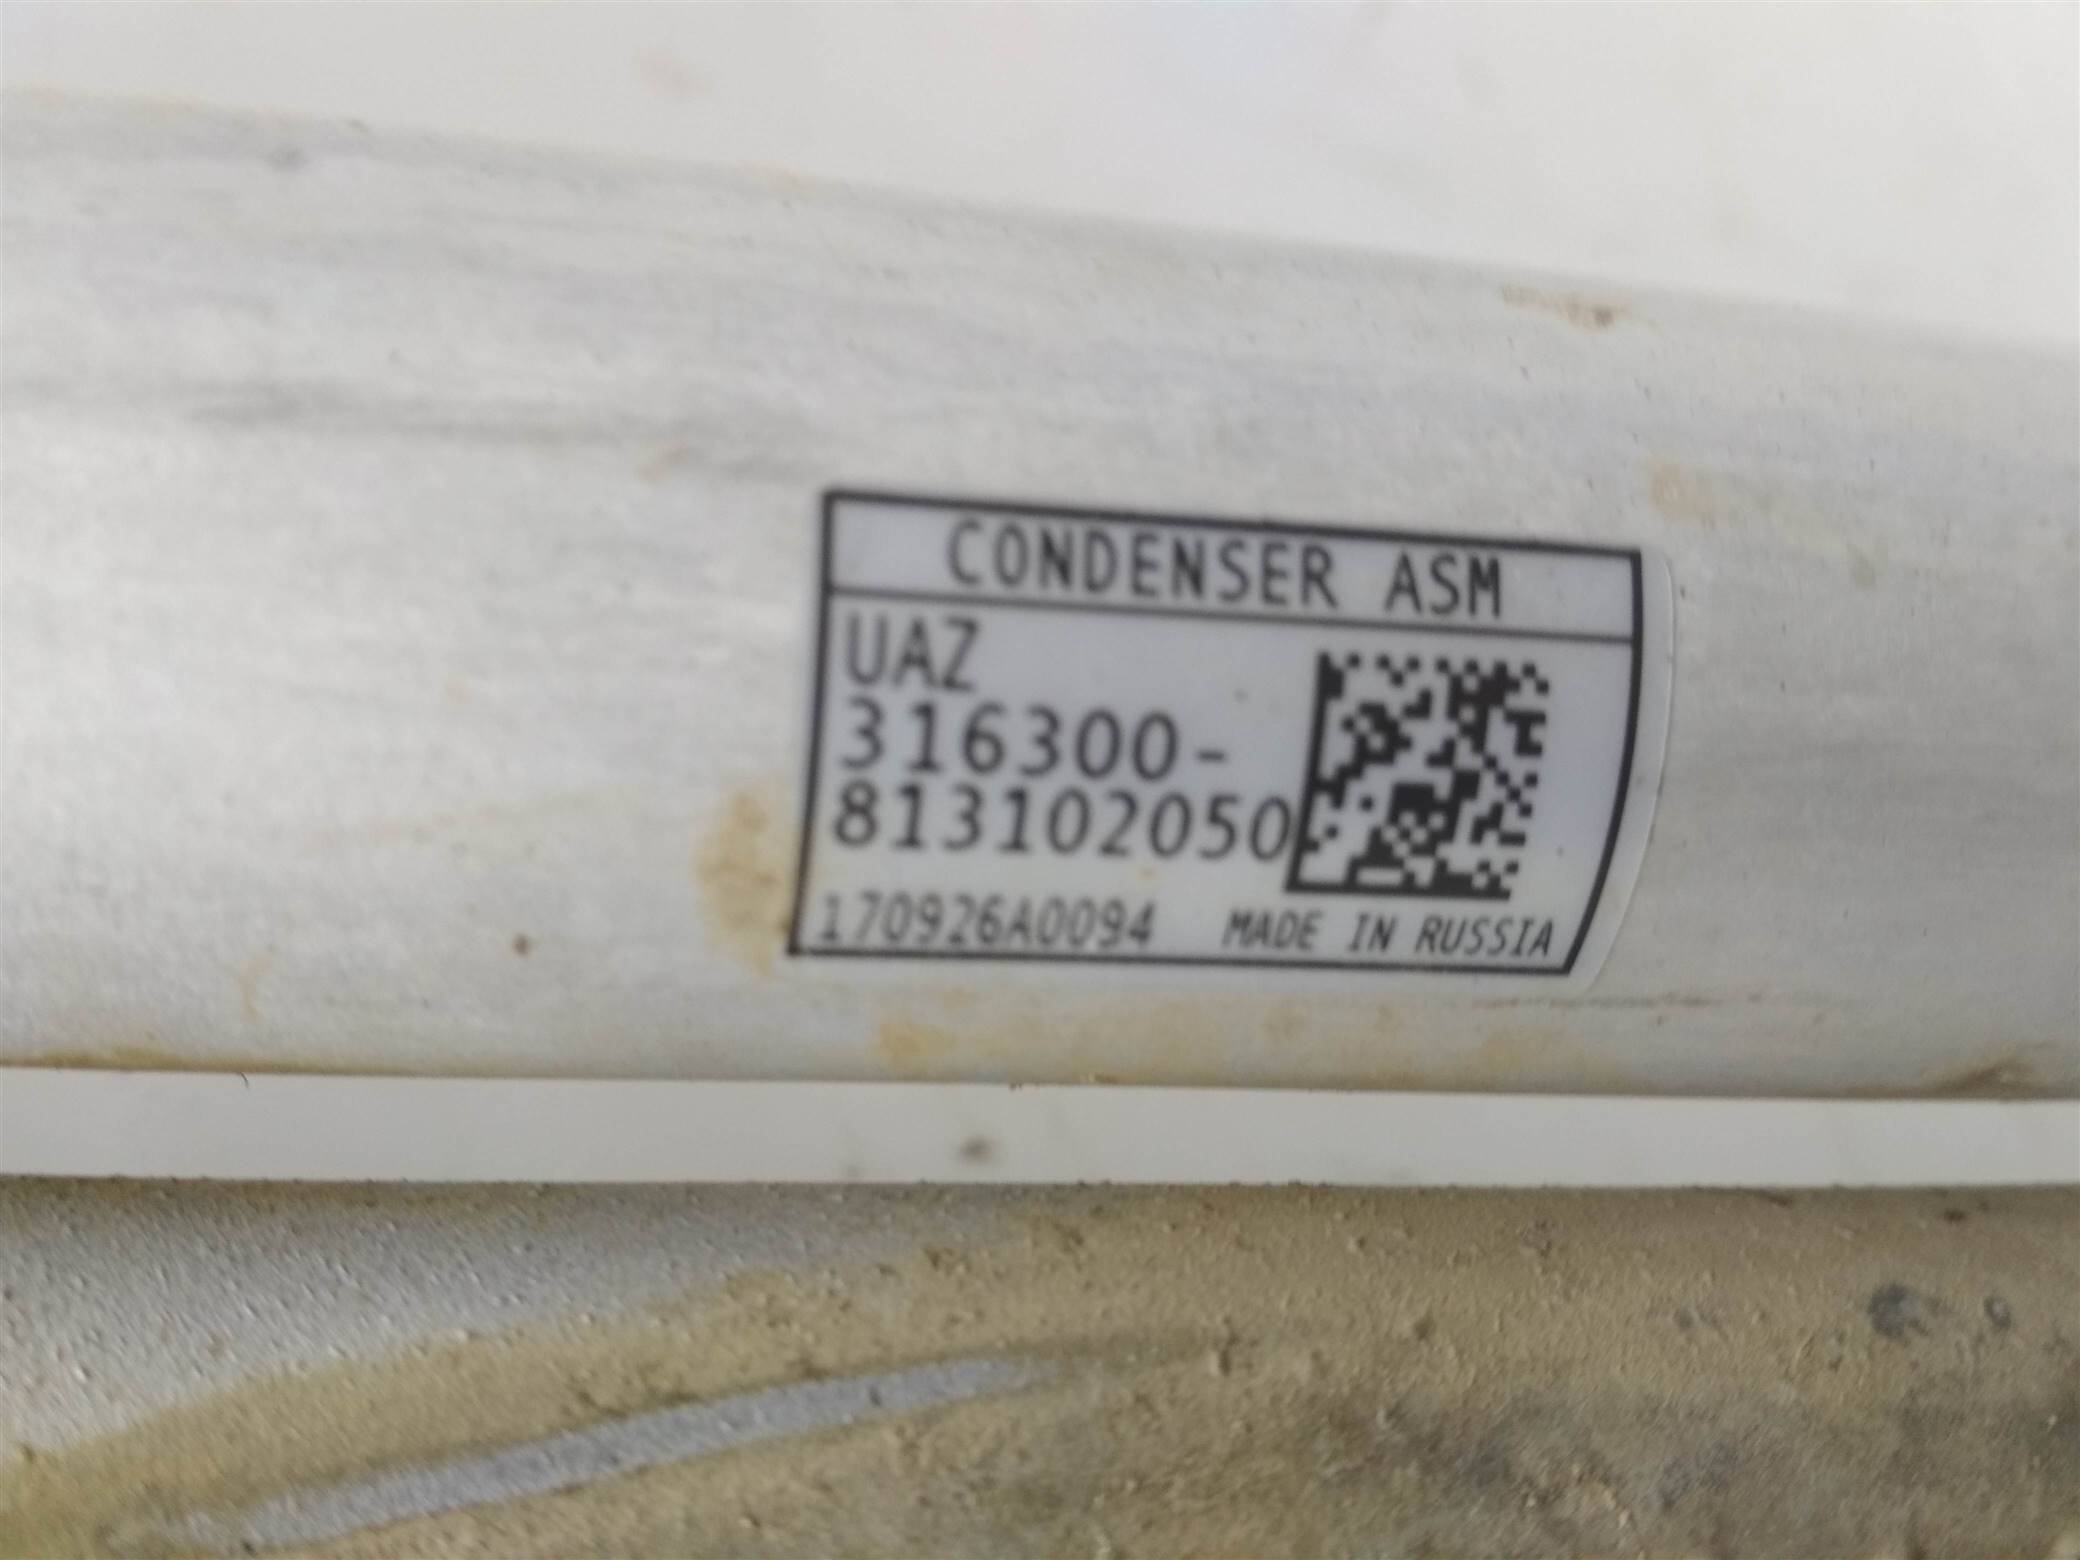 CONDENSER ASM
UAZ
316300-
813102050
170926A0094 MADE IN RUSSIA